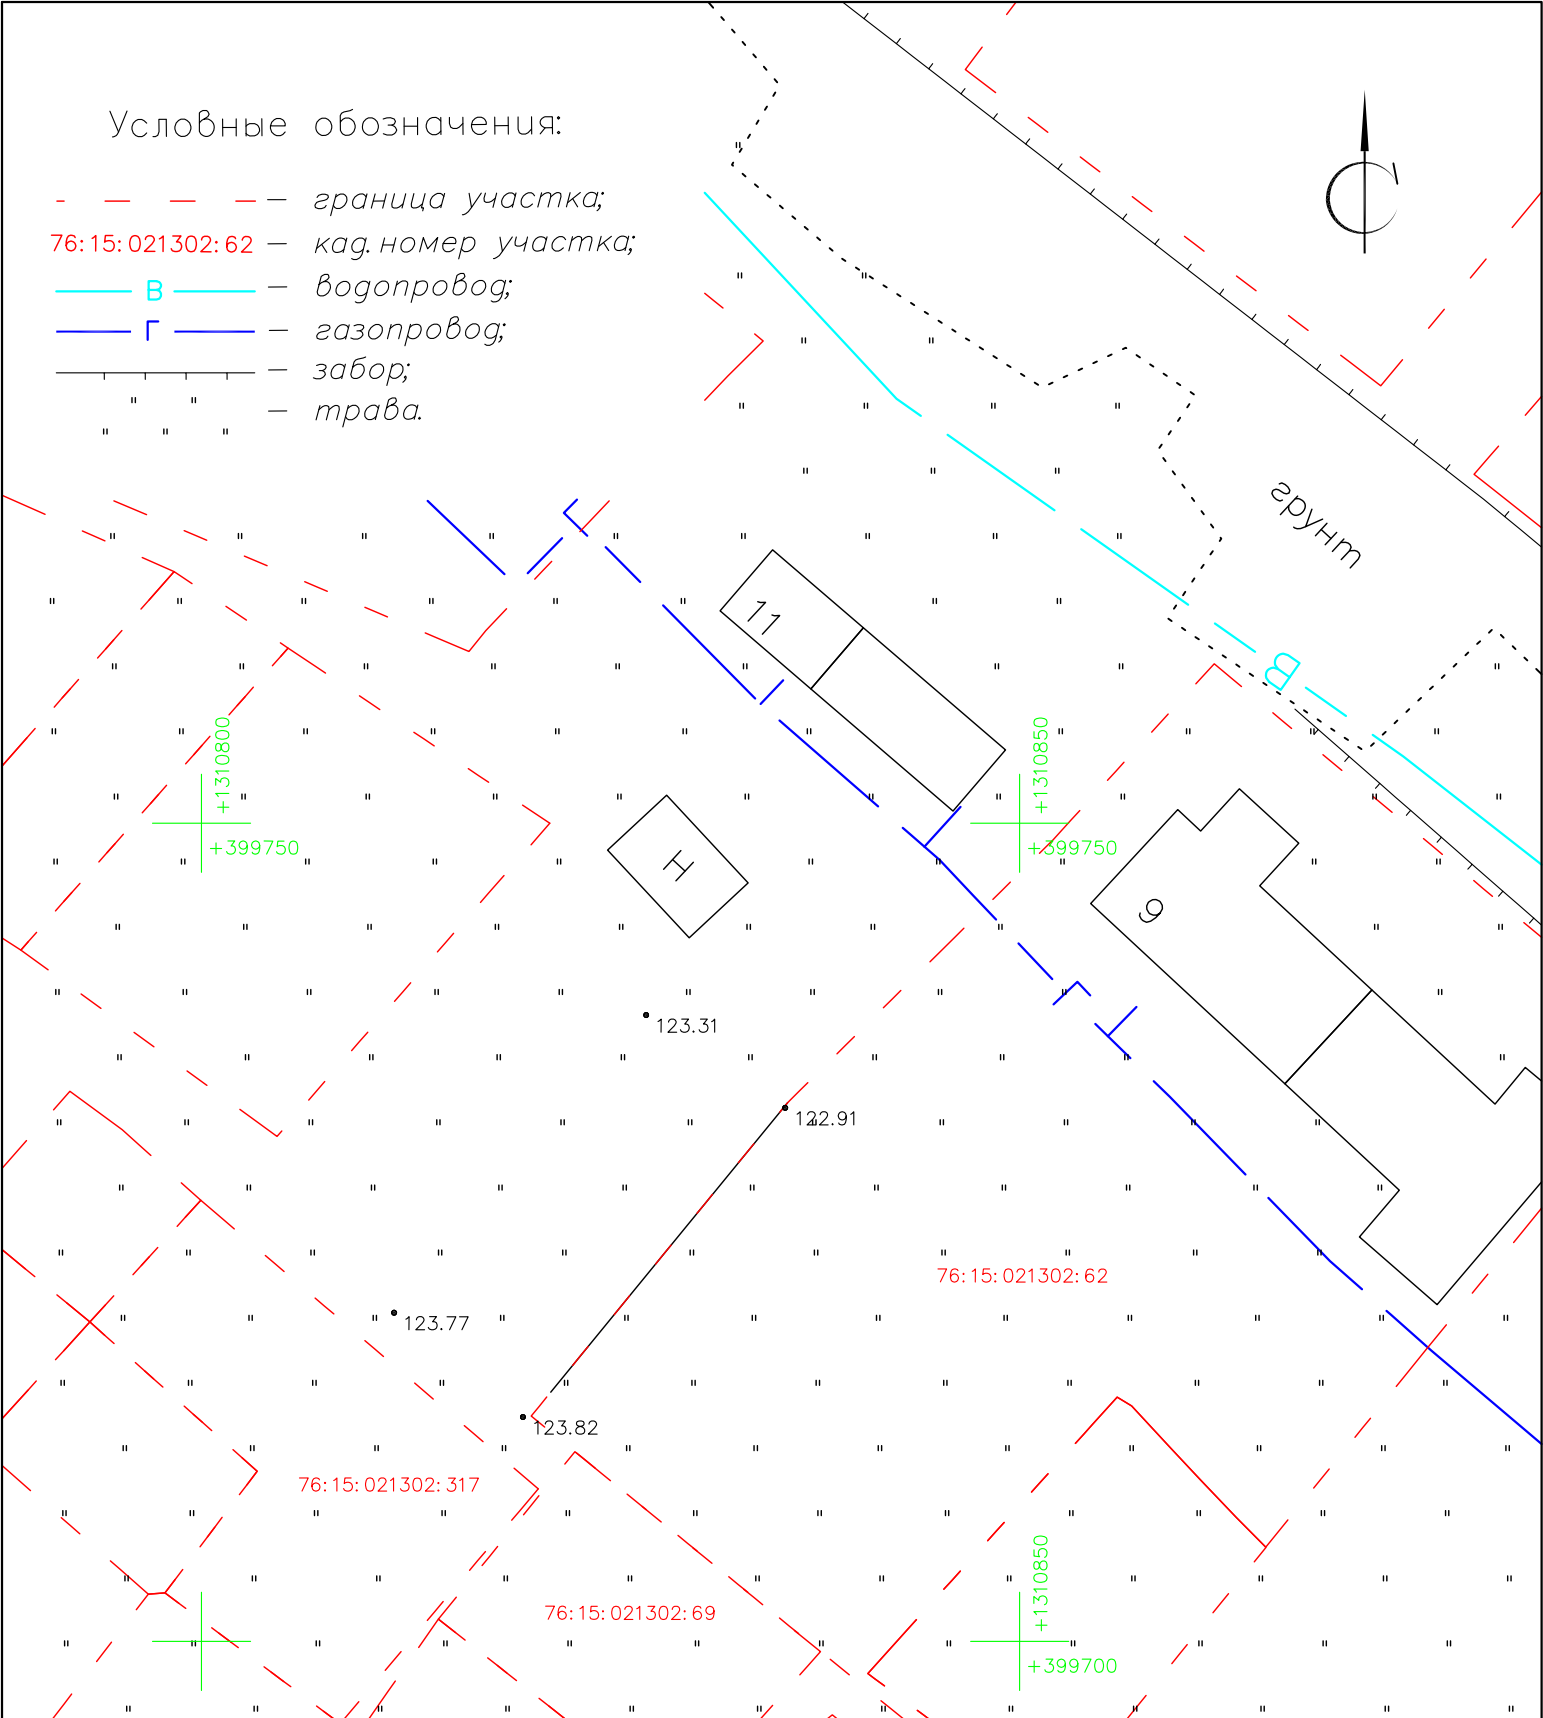 Условные обозначения:
— граница участка;
76:15:021302:62 — кад.номер участка;
В — водопровод;
Г — газопровод;
— забор;
— трава.
С
грунт
11
В
+1310800
+399750
+1310850
+399750
Н
9
123.31
122.91
76:15:021302:62
123.77
123.82
76:15:021302:317
76:15:021302:69
+1310850
+399700